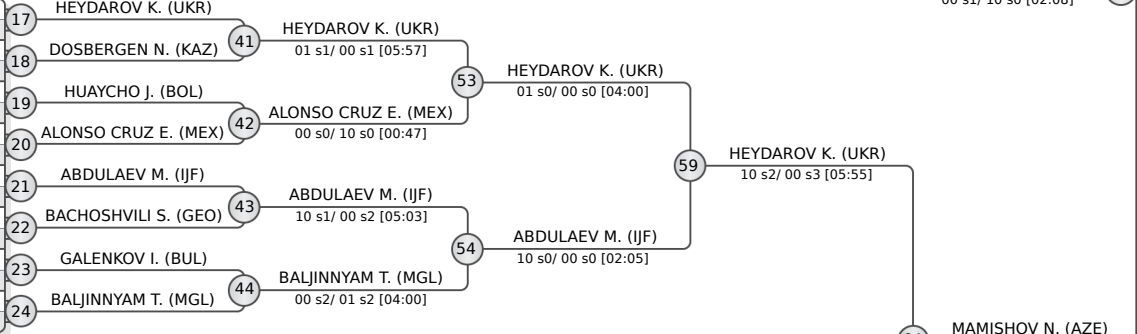 HEYDAROV K. (UKR)
17
41
HEYDAROV K. (UKR)
01 s1/ 00 s1 [05:57]
DOSBERGEN N. (KAZ)
18
53
HEYDAROV K. (UKR)
01 s0/ 00 s0 [04:00]
HUAYCHO J. (BOL)
19
42
ALONSO CRUZ E. (MEX)
00 s0/ 10 s0 [00:47]
ALONSO CRUZ E. (MEX)
20
59
HEYDAROV K. (UKR)
10 s2/ 00 s3 [05:55]
ABDULAEV M. (IJF)
21
43
ABDULAEV M. (IJF)
10 s1/ 00 s2 [05:03]
BACHOSHVILI S. (GEO)
22
54
ABDULAEV M. (IJF)
10 s0/ 00 s0 [02:05]
GALENKOV I. (BUL)
23
44
BALJINNYAM T. (MGL)
00 s2/ 01 s2 [04:00]
BALJINNYAM T. (MGL)
24
MAMISHOV N. (AZE)